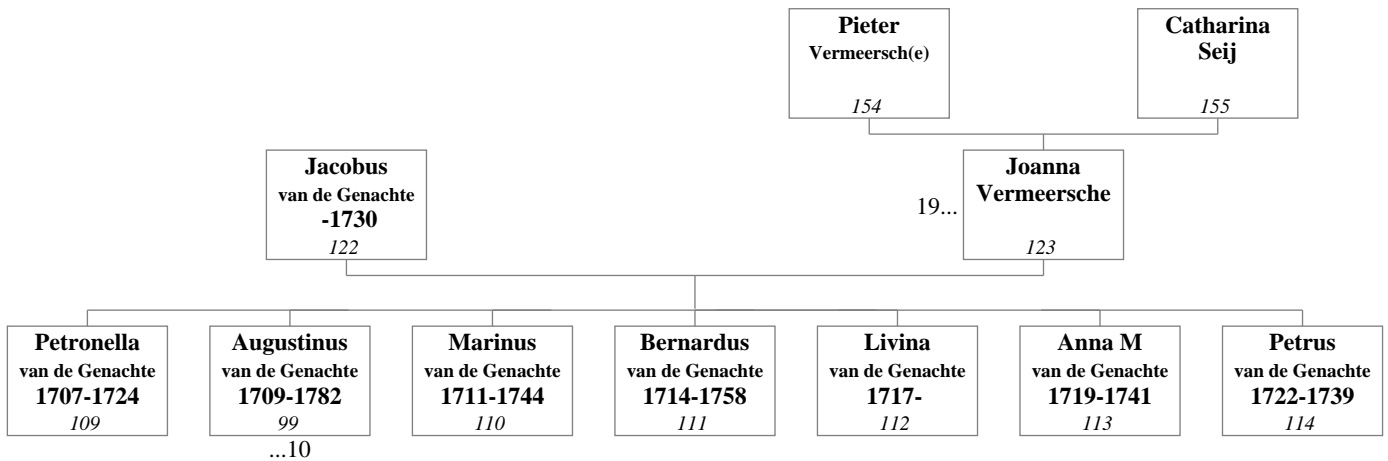 Pieter
Vermeersch(e)
154
Catharina
Seij
155
Jacobus
van de Genachte
-1730
122
19...
Joanna
Vermeersche
123
Petronella
van de Genachte
1707-1724
109
Augustinus
van de Genachte
1709-1782
99
...10
Marinus
van de Genachte
1711-1744
110
Bernardus
van de Genachte
1714-1758
111
Livina
van de Genachte
1717-
112
Anna M
van de Genachte
1719-1741
113
Petrus
van de Genachte
1722-1739
114